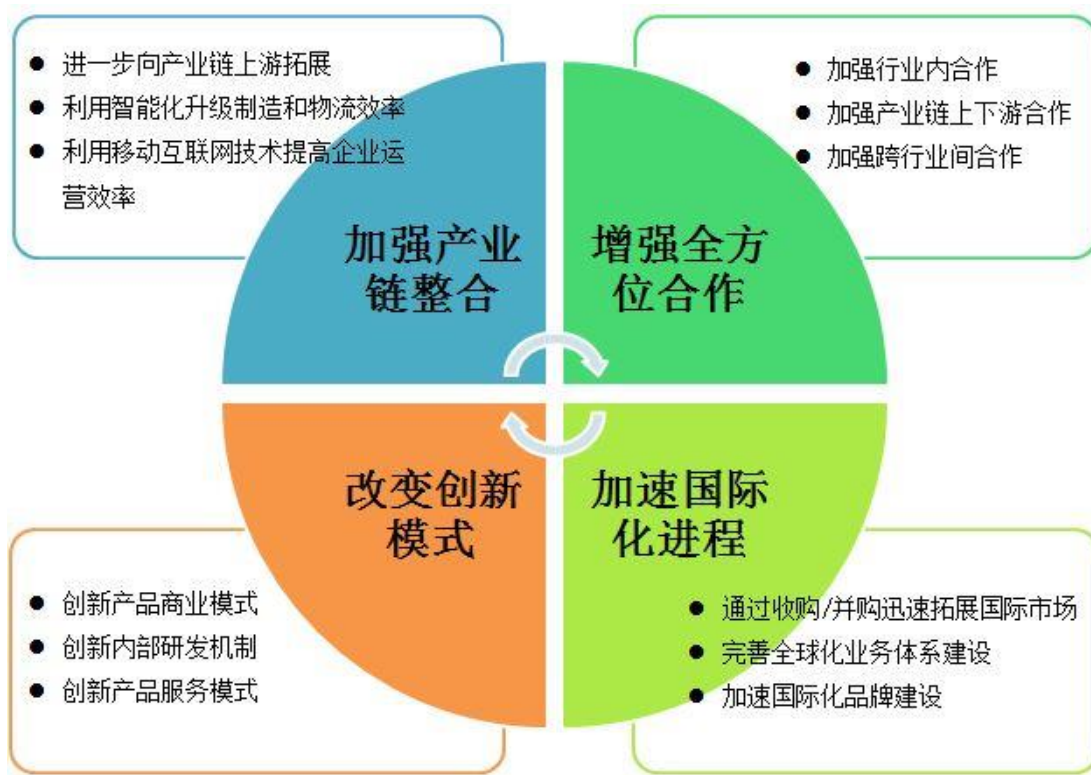 ● 进一步向产业链上游拓展
● 利用智能化升级制造和物流效率
● 利用移动互联网技术提高企业运
营效率
加强产业
链整合
● 加强行业内合作
● 加强产业链上下游合作
● 加强跨行业间合作
增强全方
位合作
改变创新
模式
● 创新产品商业模式
● 创新内部研发机制
● 创新产品服务模式
加速国际
化进程
● 通过收购/并购迅速拓展国际市场
● 完善全球化业务体系建设
● 加速国际化品牌建设